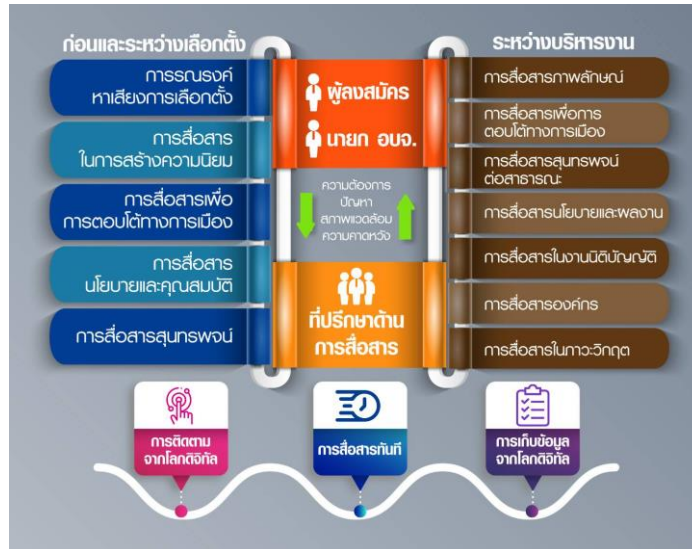 ก่อนและระหว่างเลือกตั้ง
การรณรงค์
หาเสียงการเลือกตั้ง
การสื่อสาร
ในการสร้างความนิยม
การสื่อสารเพื่อ
การตอบโต้ทางการเมือง
การสื่อสาร
นโยบายและคุณสมบัติ
การสื่อสารสุนทรพจน์
ผู้ลงสมัคร
นายก อบจ.
ความต้องการ
ปัญหา
สภาพแวดล้อม
ความคาดหวัง
ที่ปรึกษาด้าน
การสื่อสาร
ระหว่างบริหารงาน
การสื่อสารภาพลักษณ์
การสื่อสารเพื่อการ
ตอบโต้ทางการเมือง
การสื่อสารสุนทรพจน์
ต่อสาธารณะ
การสื่อสารนโยบายและผลงาน
การสื่อสารในงานนิติบัญญัติ
การสื่อสารองค์กร
การสื่อสารในภาวะวิกฤต
การติดตาม
จากโลกดิจิทัล
การสื่อสารทันที
การเก็บข้อมูล
จากโลกดิจิทัล